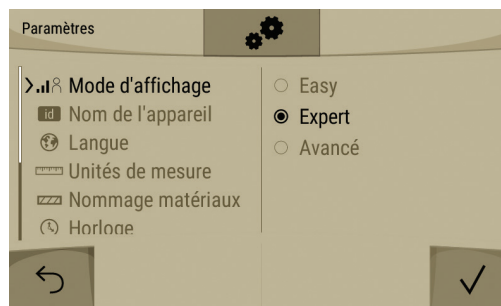 Paramètres
Mode d'affichage
id Nom de l'appareil
Langue
Unités de mesure
Nommage matériaux
Horloge
Easy
Expert
Avancé